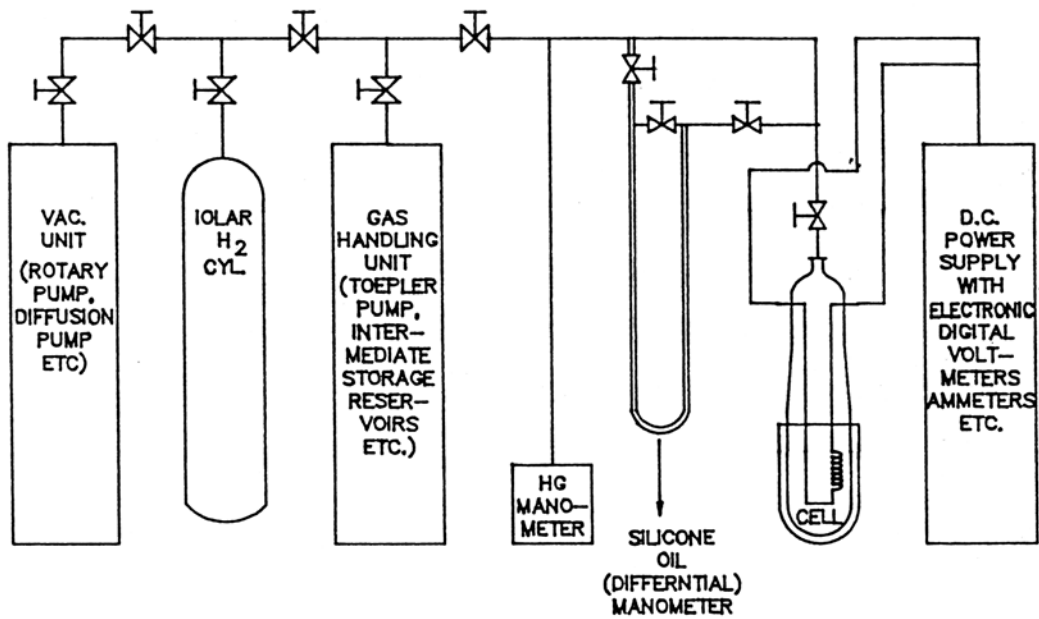 VAC.
UNIT
(ROTARY
PUMP,
DIFFUSION
PUMP
ETC)
IOLAR
H2
CYL.
GAS
HANDLING
UNIT
(TOEPLER
PUMP,
INTER-
MEDIATE
STORAGE
RESER-
VOIRS
ETC.)
HG
MANO-
METER
SILICONE
OIL
(DIFFERNTIAL)
MANOMETER
CELL
D.C.
POWER
SUPPLY
WITH
ELECTRONIC
DIGITAL
VOLT-
METERS
AMMETERS
ETC.